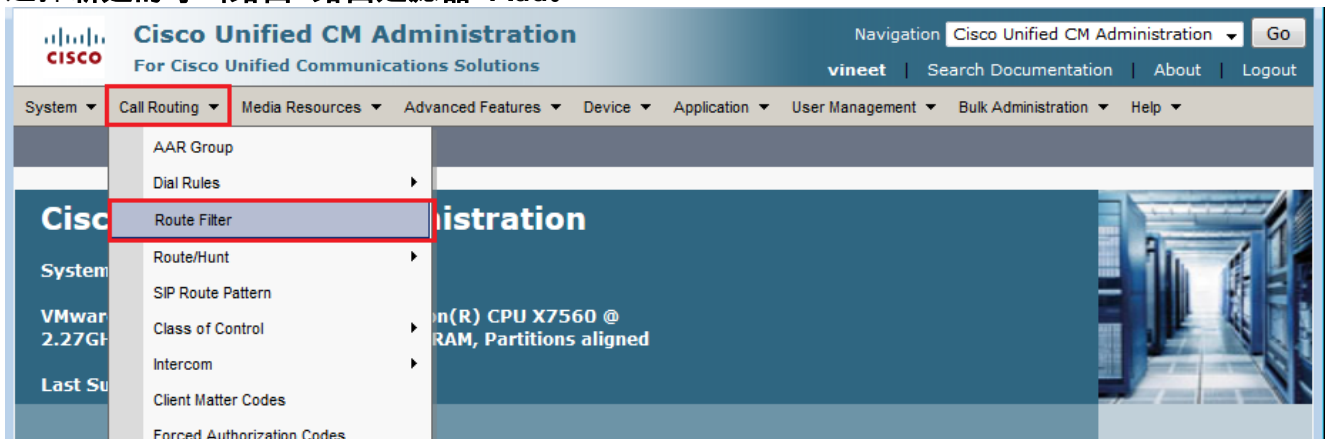 Cisco Unified CM Administration
CISCO
For Cisco Unified Communications Solutions
Navigation Cisco Unified CM Administration Go
vineet | Search Documentation | About | Logout
System Call Routing Media Resources Advanced Features Device Application User Management Bulk Administration Help
AAR Group
Dial Rules
Route Filter
Route/Hunt
SIP Route Pattern
Class of Control
Intercom
Client Matter Codes
Forced Authorization Codes
Cisc
istration
System
VMwar
n(R) CPU X7560 @
2.27GH
RAM, Partitions aligned
Last Su